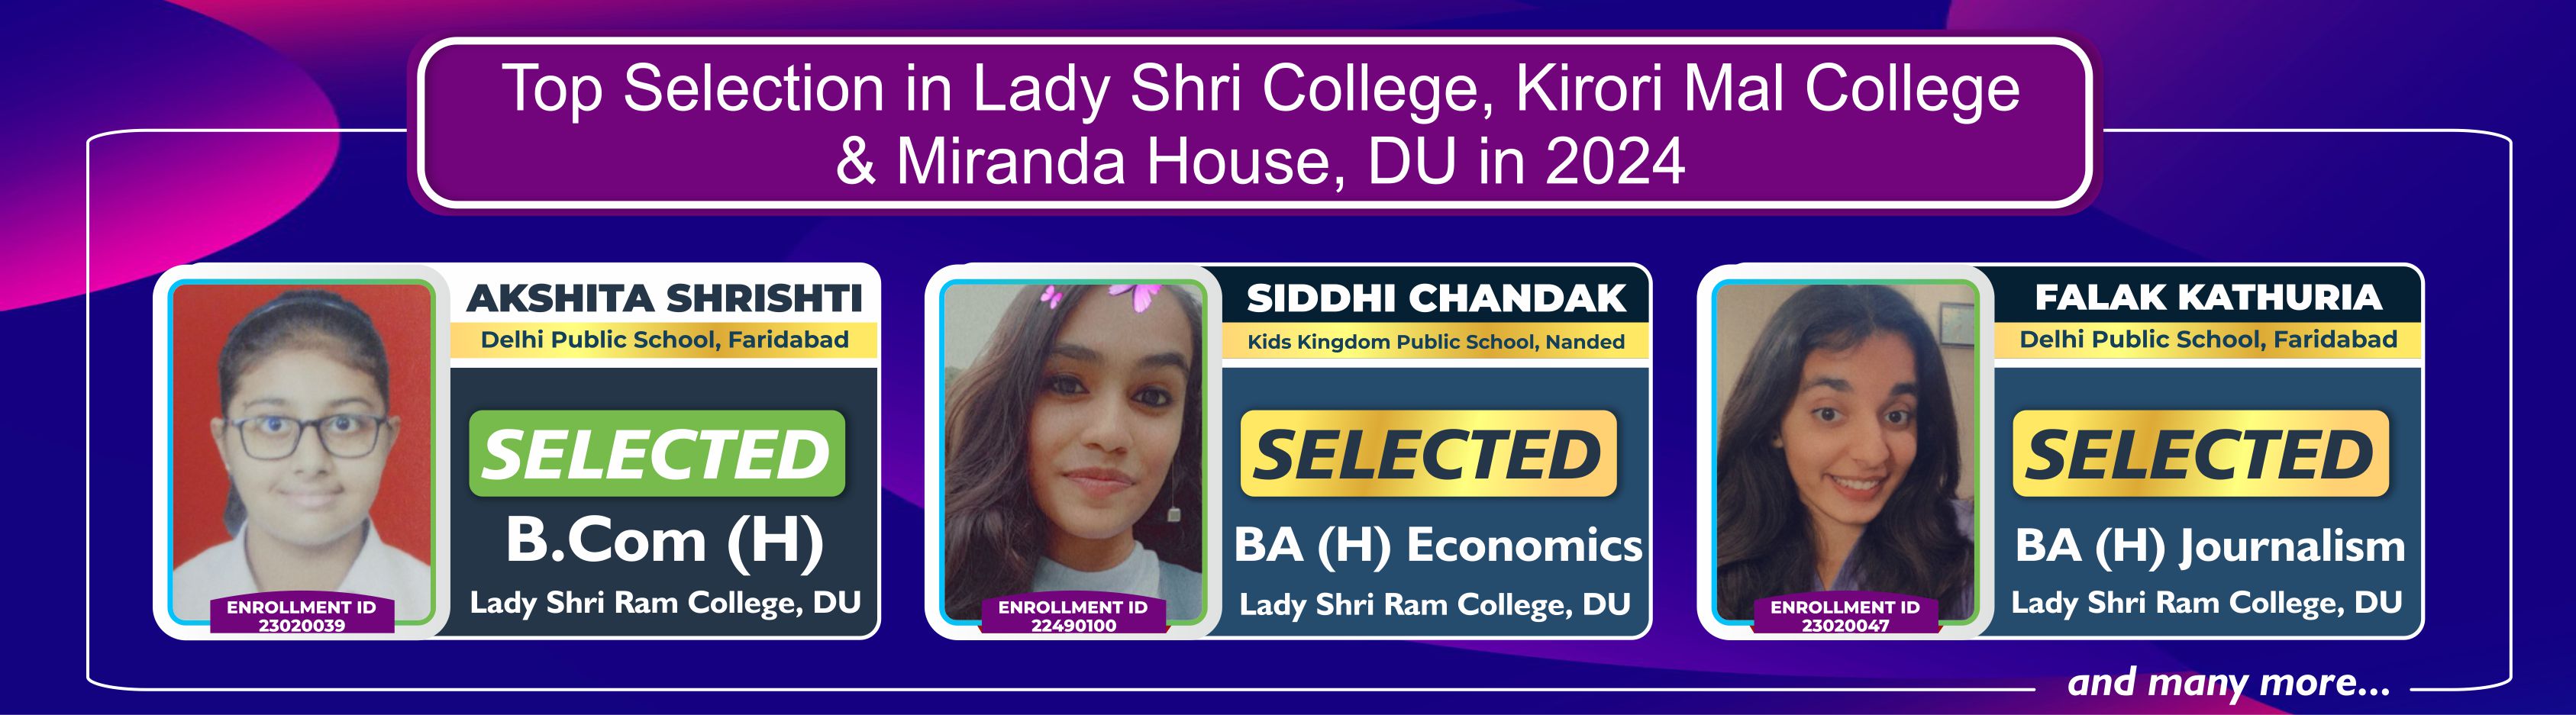 Top Selection in Lady Shri College, Kirori Mal College
& Miranda House, DU in 2024
AKSHITA SHRISHTI
Delhi Public School, Faridabad
SELECTED
B.Com (H)
Lady Shri Ram College, DU
ENROLLMENT ID
23020039
SIDDHI CHANDAK
Kids Kingdom Public School, Nanded
SELECTED
BA (H) Economics
Lady Shri Ram College, DU
ENROLLMENT ID
22490100
FALAK KATHURIA
Delhi Public School, Faridabad
SELECTED
BA (H) Journalism
Lady Shri Ram College, DU
ENROLLMENT ID
23020047
and many more...